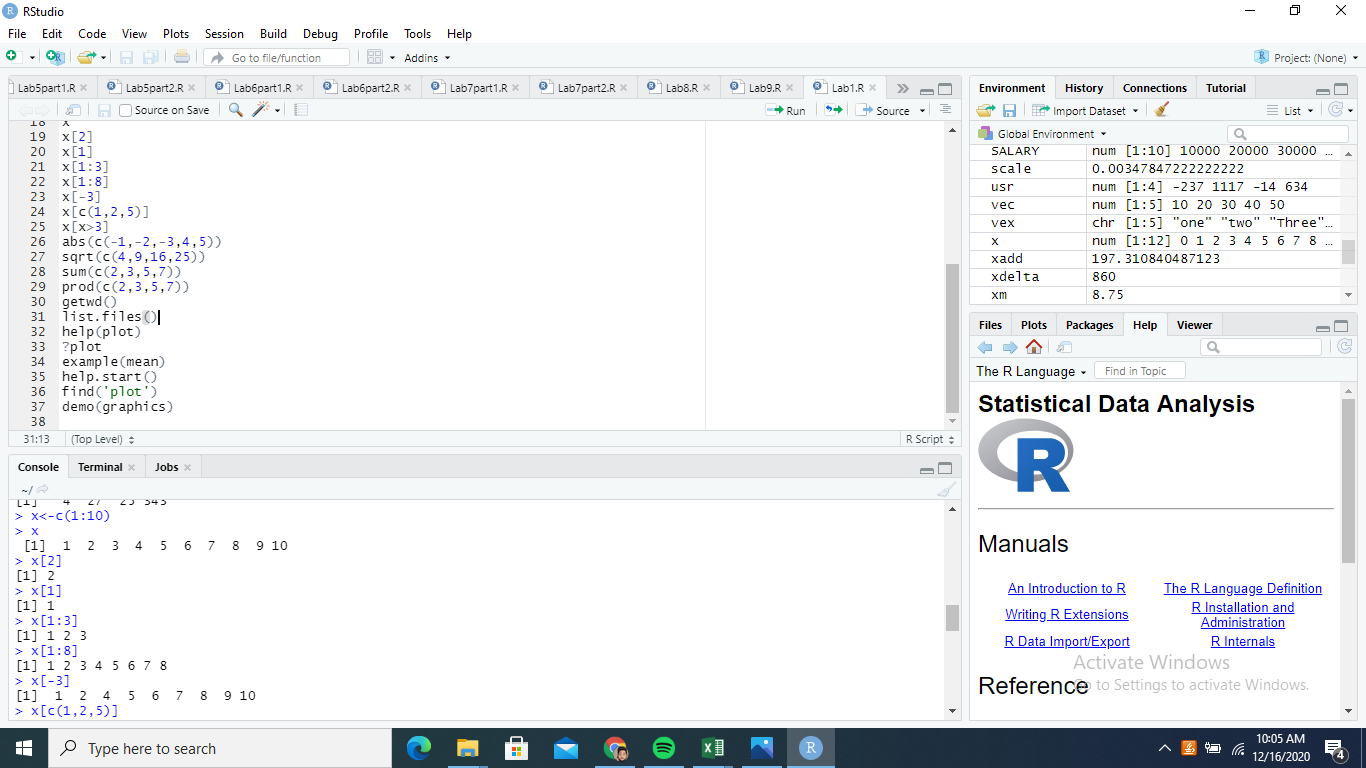 RStudio
File Edit Code View Plots Session Build Debug Profile Tools Help
Go to file/function Addins Project: (None)
Lab5part1.R Lab5part2.R Lab6part1.R Lab6part2.R Lab7part1.R Lab7part2.R Lab8.R Lab9.R Lab1.R
Source on Save Run Source
18 x
19 x[2]
20 x[1]
21 x[1:3]
22 x[1:8]
23 x[-3]
24 x[c(1,2,5)]
25 x[x>3]
26 abs(c(-1,-2,-3,4,5))
27 sqrt(c(4,9,16,25))
28 sum(c(2,3,5,7))
29 prod(c(2,3,5,7))
30 getwd()
31 list.files()
32 help(plot)
33 ?plot
34 example(mean)
35 help.start()
36 find('plot')
37 demo(graphics)
38
31:13 (Top Level) R Script
Console Terminal Jobs
~/
[1] 4 27 25 343
> x<-c(1:10)
> x
[1] 1 2 3 4 5 6 7 8 9 10
> x[2]
[1] 2
> x[1]
[1] 1
> x[1:3]
[1] 1 2 3
> x[1:8]
[1] 1 2 3 4 5 6 7 8
> x[-3]
[1] 1 2 4 5 6 7 8 9 10
> x[c(1,2,5)]
Environment History Connections Tutorial
Import Dataset List
Global Environment
SALARY num [1:10] 10000 20000 30000 …
scale 0.00347847222222222
usr num [1:4] -237 1117 -14 634
vec num [1:5] 10 20 30 40 50
vex chr [1:5] "one" "two" "Three"…
x num [1:12] 0 1 2 3 4 5 6 7 8 …
xadd 197.310840487123
xdelta 860
xm 8.75
Files Plots Packages Help Viewer
The R Language Find in Topic
Statistical Data Analysis
R
Manuals
An Introduction to R The R Language Definition
Writing R Extensions R Installation and
Administration
R Data Import/Export R Internals
Activate Windows
Reference
Go to Settings to activate Windows.
Type here to search
10:05 AM
12/16/2020
4